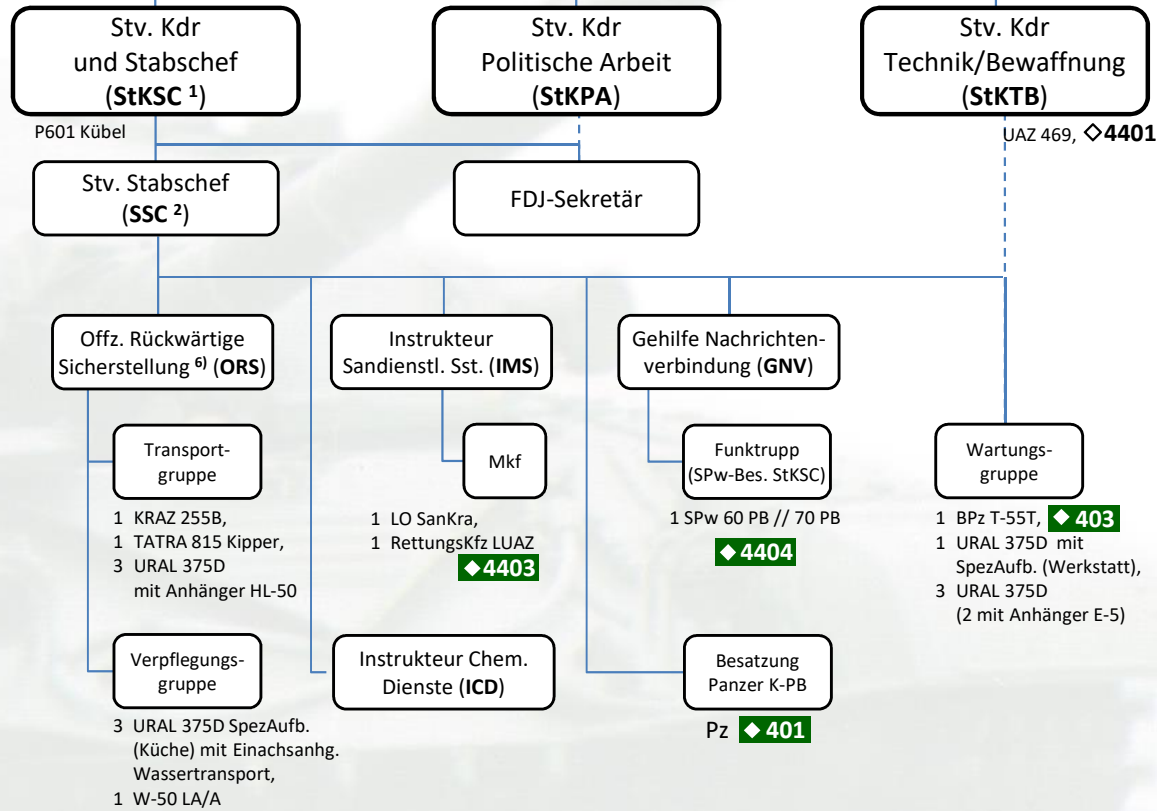 Stv. Kdr
und Stabschef
(StKSC ¹)
P601 Kübel
Stv. Kdr
Politische Arbeit
(StKPA)
Stv. Kdr
Technik/Bewaffnung
(StKTB)
UAZ 469, ◇4401
Stv. Stabschef
(SSC ²)
FDJ-Sekretär
Offz. Rückwärtige
Sicherstellung ⁶⁾ (ORS)
Instrukteur
Sandienstl. Sst. (IMS)
Gehilfe Nachrichten-
verbindung (GNV)
Transport-
gruppe
1 KRAZ 255B,
1 TATRA 815 Kipper,
3 URAL 375D
mit Anhänger HL-50
Mkf
1 LO SanKra,
1 RettungsKfz LUAZ
◆4403
Funktrupp
(SPw-Bes. StKSC)
1 SPw 60 PB // 70 PB
◆4404
Wartungs-
gruppe
1 BPz T-55T, ◆ 403
1 URAL 375D mit
SpezAufb. (Werkstatt),
3 URAL 375D
(2 mit Anhänger E-5)
Verpflegungs-
gruppe
3 URAL 375D SpezAufb.
(Küche) mit Einachsanhg.
Wassertransport,
1 W-50 LA/A
Instrukteur Chem.
Dienste (ICD)
Besatzung
Panzer K-PB
Pz ◆ 401